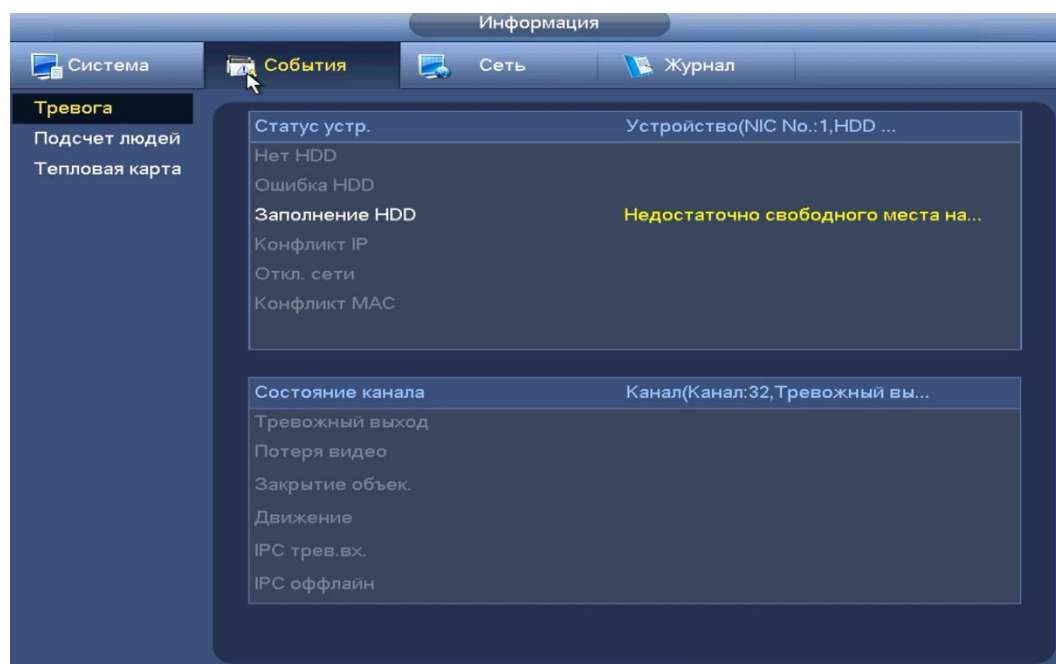 Информация
Система
События
Сеть
Журнал
Тревога
Подсчет людей
Тепловая карта
Статус устр. Устройство(NIC No.:1,HDD ...
Нет HDD
Ошибка HDD
Заполнение HDD Недостаточно свободного места на...
Конфликт IP
Откл. сети
Конфликт MAC
Состояние канала Канал(Канал:32,Тревожный вы...
Тревожный выход
Потеря видео
Закрытие объек.
Движение
IPC трев.вх.
IPC оффлайн